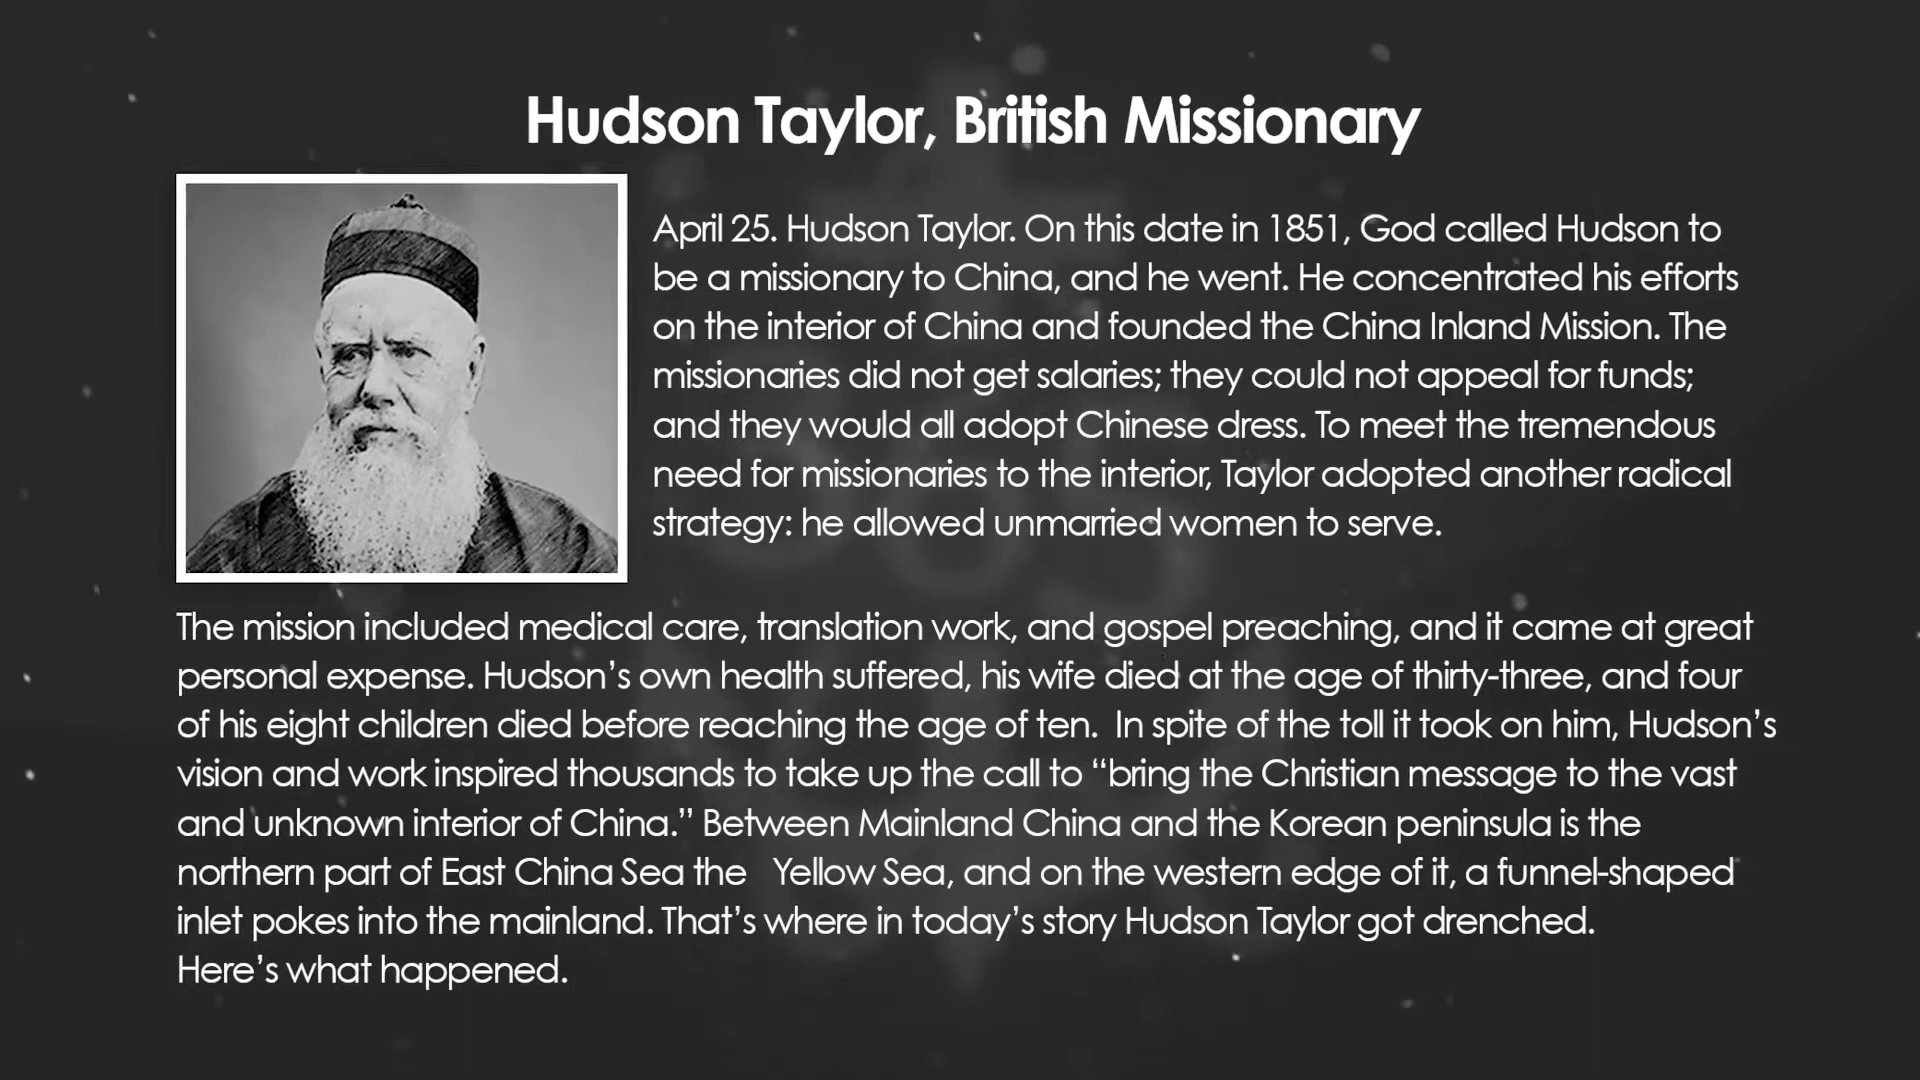 Hudson Taylor, British Missionary
April 25. Hudson Taylor. On this date in 1851, God called Hudson to
be a missionary to China, and he went. He concentrated his efforts
on the interior of China and founded the China Inland Mission. The
missionaries did not get salaries; they could not appeal for funds;
and they would all adopt Chinese dress. To meet the tremendous
need for missionaries to the interior, Taylor adopted another radical
strategy: he allowed unmarried women to serve.
The mission included medical care, translation work, and gospel preaching, and it came at great
personal expense. Hudson’s own health suffered, his wife died at the age of thirty-three, and four
of his eight children died before reaching the age of ten.  In spite of the toll it took on him, Hudson’s
vision and work inspired thousands to take up the call to “bring the Christian message to the vast
and unknown interior of China.” Between Mainland China and the Korean peninsula is the
northern part of East China Sea the   Yellow Sea, and on the western edge of it, a funnel-shaped
inlet pokes into the mainland. That’s where in today’s story Hudson Taylor got drenched.
Here’s what happened.